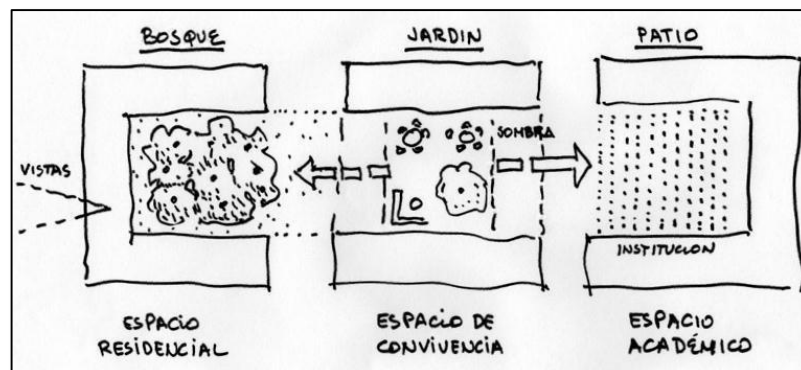 BOSQUE
JARDIN
PATIO
VISTAS
SOMBRA
INSTITUCION
ESPACIO
RESIDENCIAL
ESPACIO DE
CONVIVENCIA
ESPACIO
ACADÉMICO